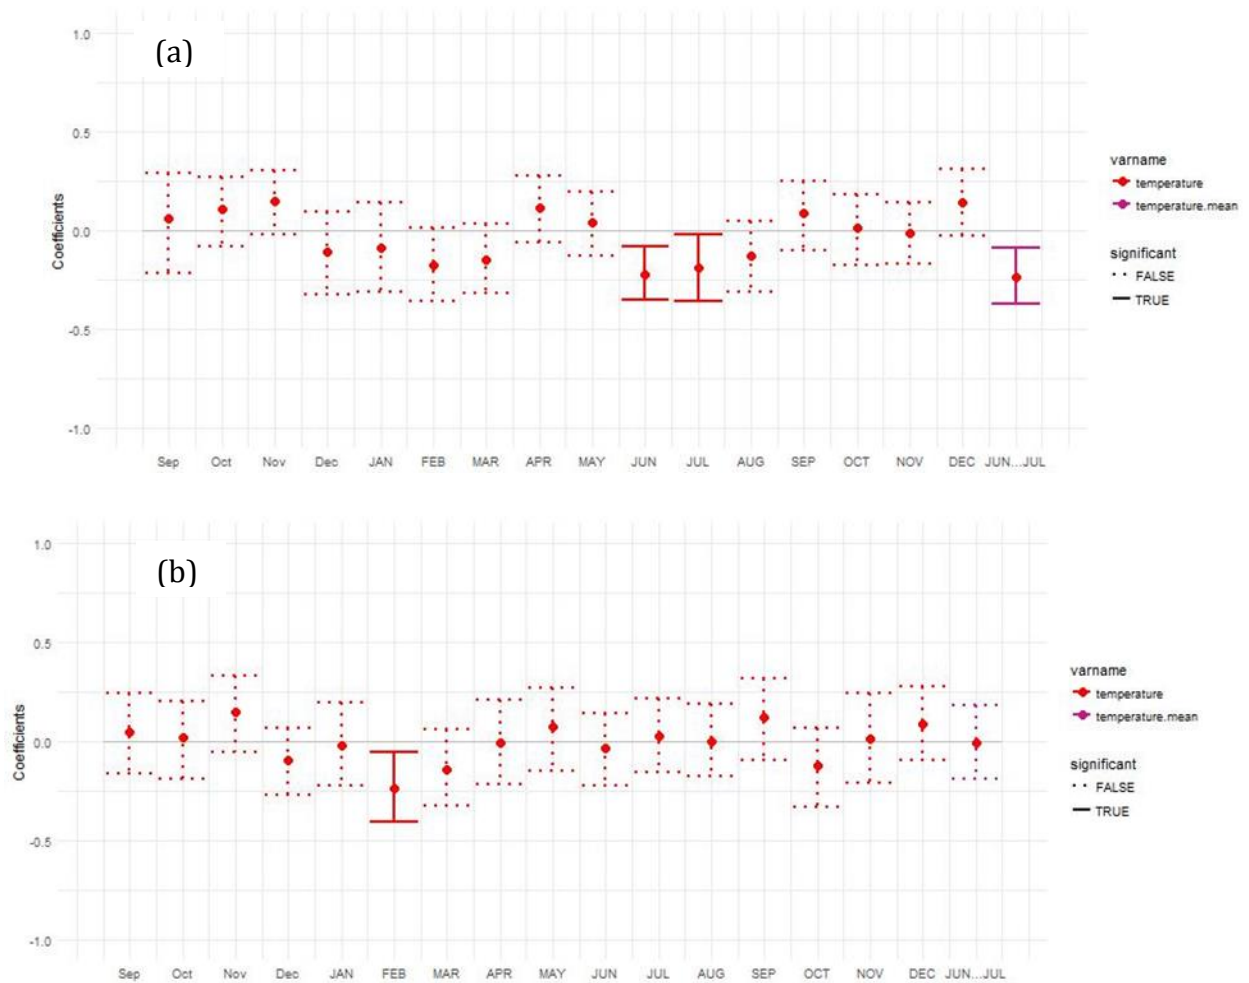 (a)
1.0
0.5
0.0
-0.5
-1.0
Coefficients
Sep Oct Nov Dec JAN FEB MAR APR MAY JUN JUL AUG SEP OCT NOV DEC JUN...JUL
varname
temperature
temperature.mean
significant
FALSE
TRUE
(b)
1.0
0.5
0.0
-0.5
-1.0
Coefficients
Sep Oct Nov Dec JAN FEB MAR APR MAY JUN JUL AUG SEP OCT NOV DEC JUN...JUL
varname
temperature
temperature.mean
significant
FALSE
TRUE